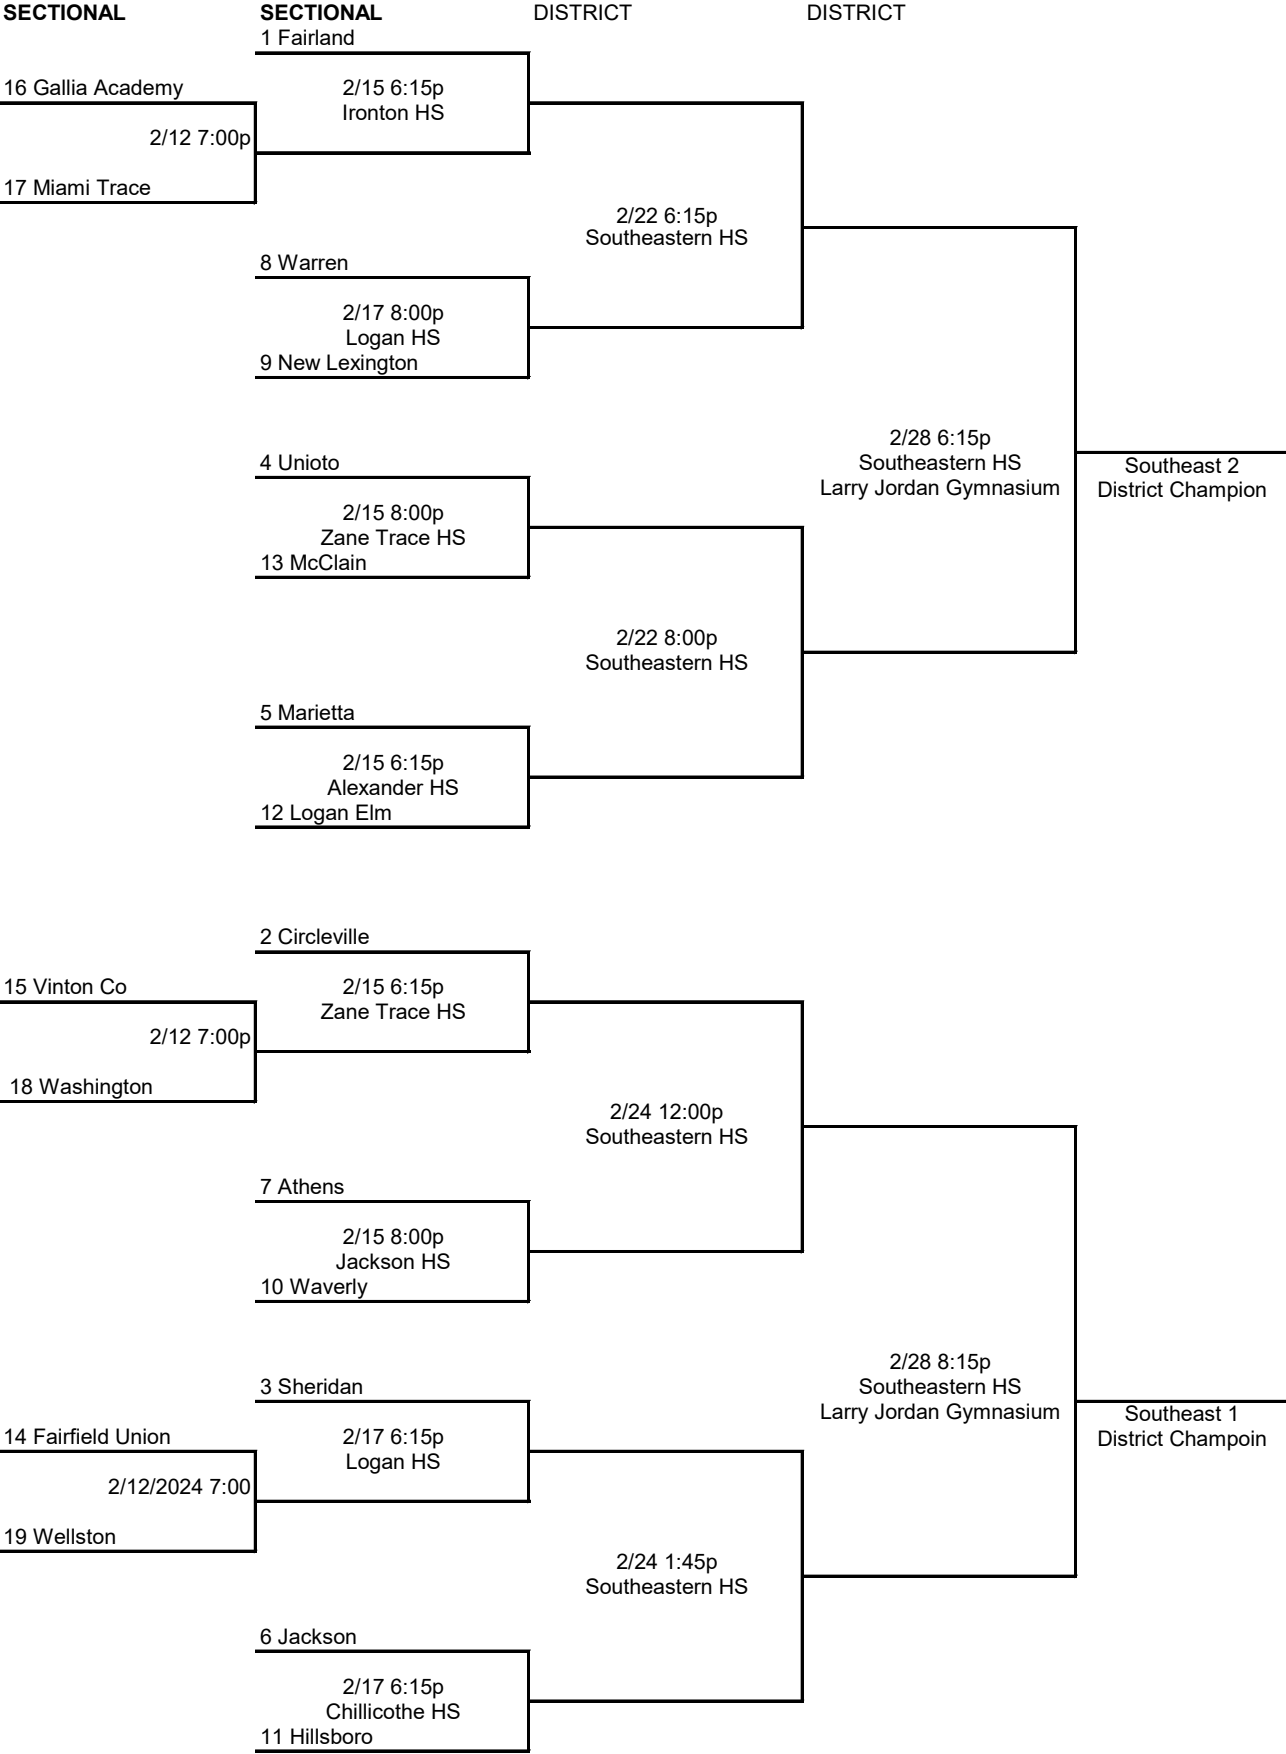 SECTIONAL SECTIONAL DISTRICT DISTRICT
1 Fairland
16 Gallia Academy
2/15 6:15p
Ironton HS
2/12 7:00p
17 Miami Trace
2/22 6:15p
Southeastern HS
8 Warren
2/17 8:00p
Logan HS
9 New Lexington
2/28 6:15p
Southeastern HS
Larry Jordan Gymnasium
Southeast 2
District Champion
4 Unioto
2/15 8:00p
Zane Trace HS
13 McClain
2/22 8:00p
Southeastern HS
5 Marietta
2/15 6:15p
Alexander HS
12 Logan Elm
2 Circleville
15 Vinton Co
2/15 6:15p
Zane Trace HS
2/12 7:00p
18 Washington
2/24 12:00p
Southeastern HS
7 Athens
2/15 8:00p
Jackson HS
10 Waverly
2/28 8:15p
Southeastern HS
Larry Jordan Gymnasium
Southeast 1
District Champoin
3 Sheridan
14 Fairfield Union
2/17 6:15p
Logan HS
2/12/2024 7:00
19 Wellston
2/24 1:45p
Southeastern HS
6 Jackson
2/17 6:15p
Chillicothe HS
11 Hillsboro